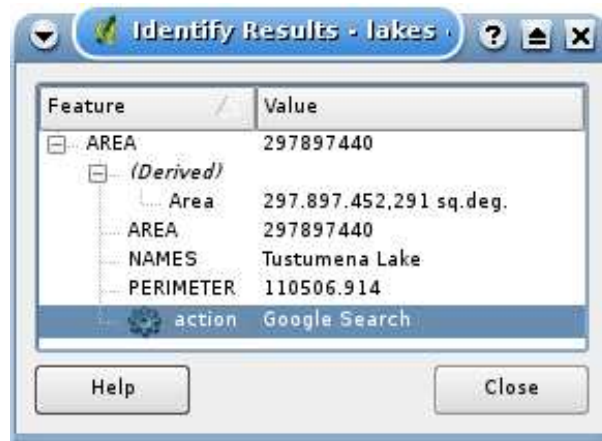 Identify Results - lakes
Feature Value
AREA 297897440
(Derived)
Area 297.897.452,291 sq.deg.
AREA 297897440
NAMES Tustumena Lake
PERIMETER 110506.914
action Google Search
Help Close